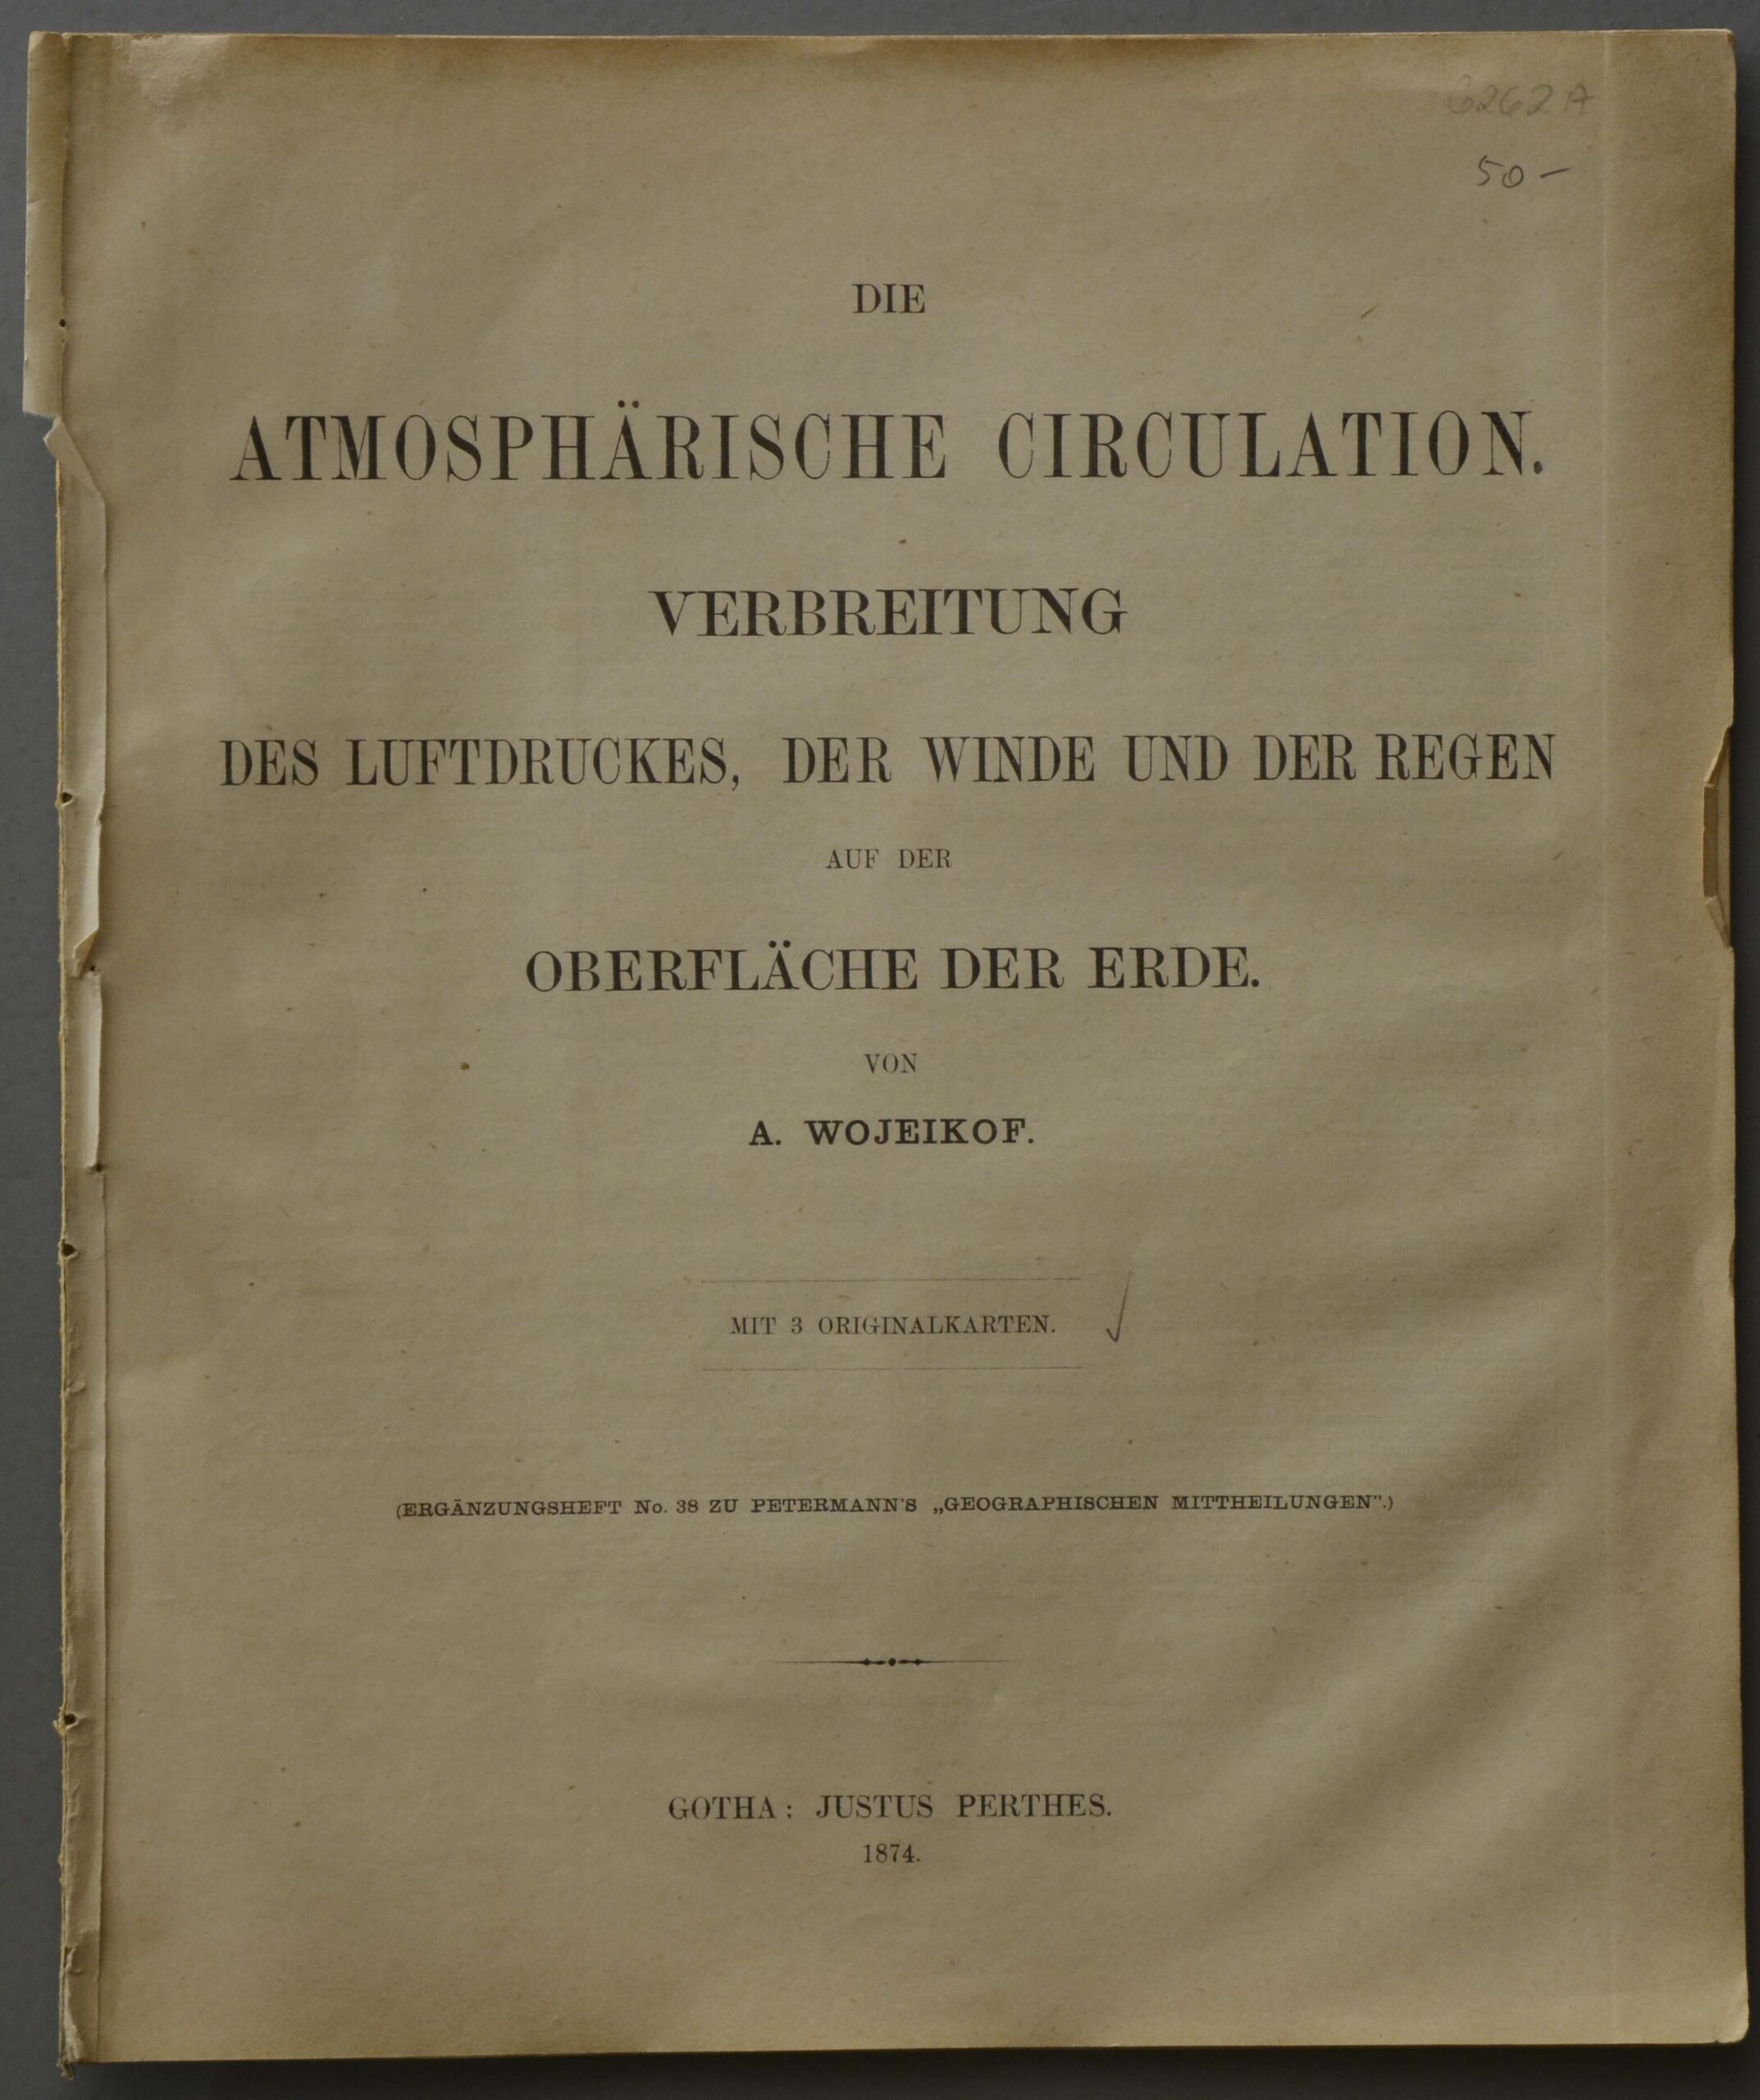 50 –
DIE
ATMOSPHÄRISCHE CIRCULATION.
VERBREITUNG
DES LUFTDRUCKES, DER WINDE UND DER REGEN
AUF DER
OBERFLÄCHE DER ERDE.
VON
A. WOJEIKOF.
MIT 3 ORIGINALKARTEN.
(ERGÄNZUNGSHEFT No. 38 ZU PETERMANN'S „GEOGRAPHISCHEN MITTHEILUNGEN".)
GOTHA: JUSTUS PERTHES.
1874.